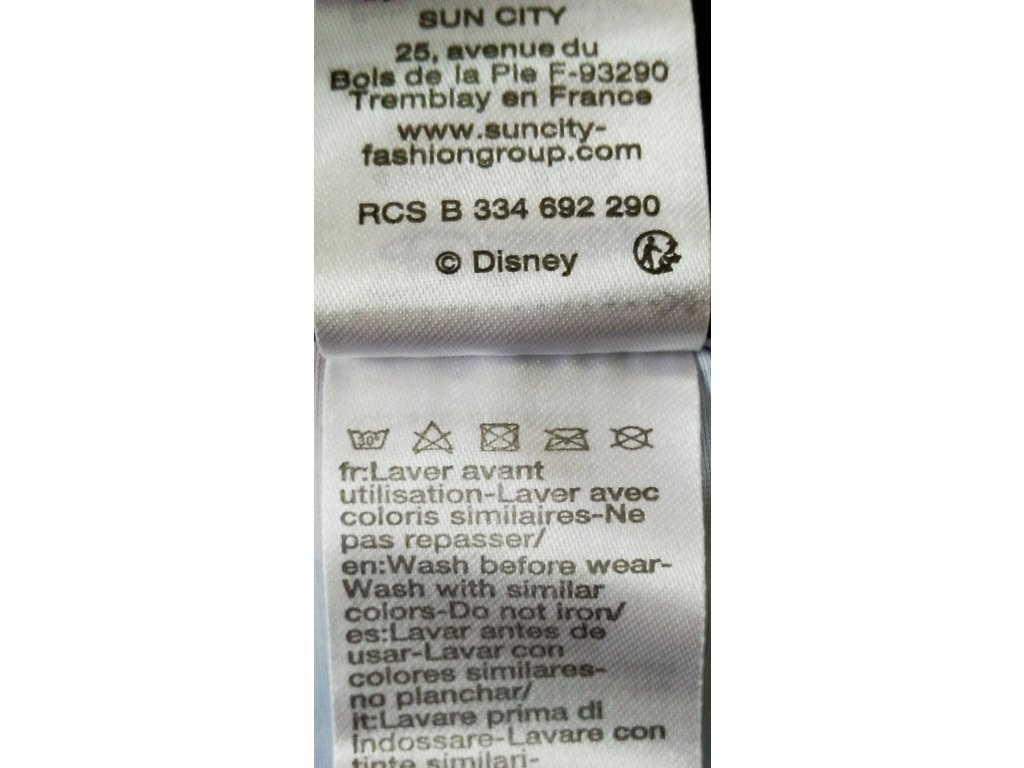 SUN CITY
25, avenue du
Bois de la Pie F-93290
Tremblay en France
www.suncity-
fashiongroup.com
RCS B 334 692 290
© Disney
30°
fr:Laver avant
utilisation-Laver avec
coloris similaires-Ne
pas repasser/
en:Wash before wear-
Wash with similar
colors-Do not iron/
es:Lavar antes de
usar-Lavar con
colores similares-
no planchar/
it:Lavare prima di
indossare-Lavare con
tinte similari-